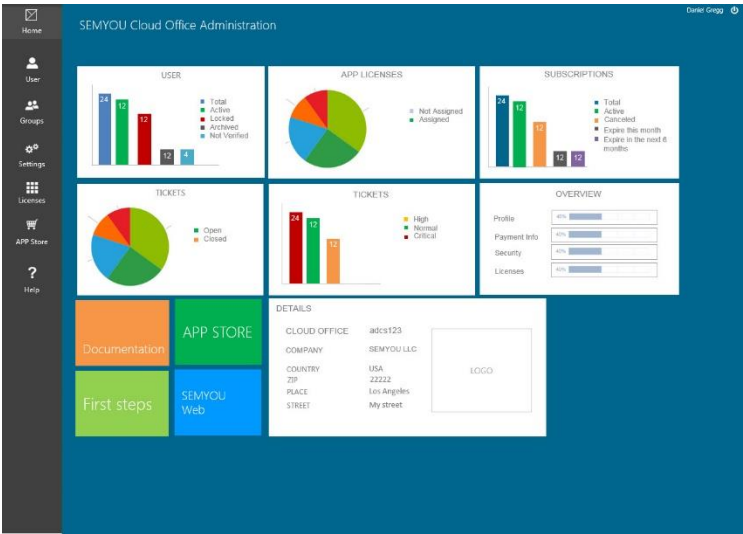 Daniel Gregg
Home
SEMYOU Cloud Office Administration
User
Groups
Settings
Licenses
APP Store
?
Help
USER
24
12
12
12
4
Total
Active
Locked
Archived
Not Verified
APP LICENSES
Not Assigned
Assigned
SUBSCRIPTIONS
24
12
12
12
12
Total
Active
Canceled
Expire this month
Expire in the next 6
months
TICKETS
Open
Closed
TICKETS
24
12
12
High
Normal
Critical
OVERVIEW
Profile
40%
Payment Info
40%
Security
40%
Licenses
40%
Documentation
APP STORE
First steps
SEMYOU
Web
DETAILS
CLOUD OFFICE adcs123
COMPANY SEMYOU LLC
COUNTRY USA
ZIP 22222
PLACE Los Angeles
STREET My street
LOGO